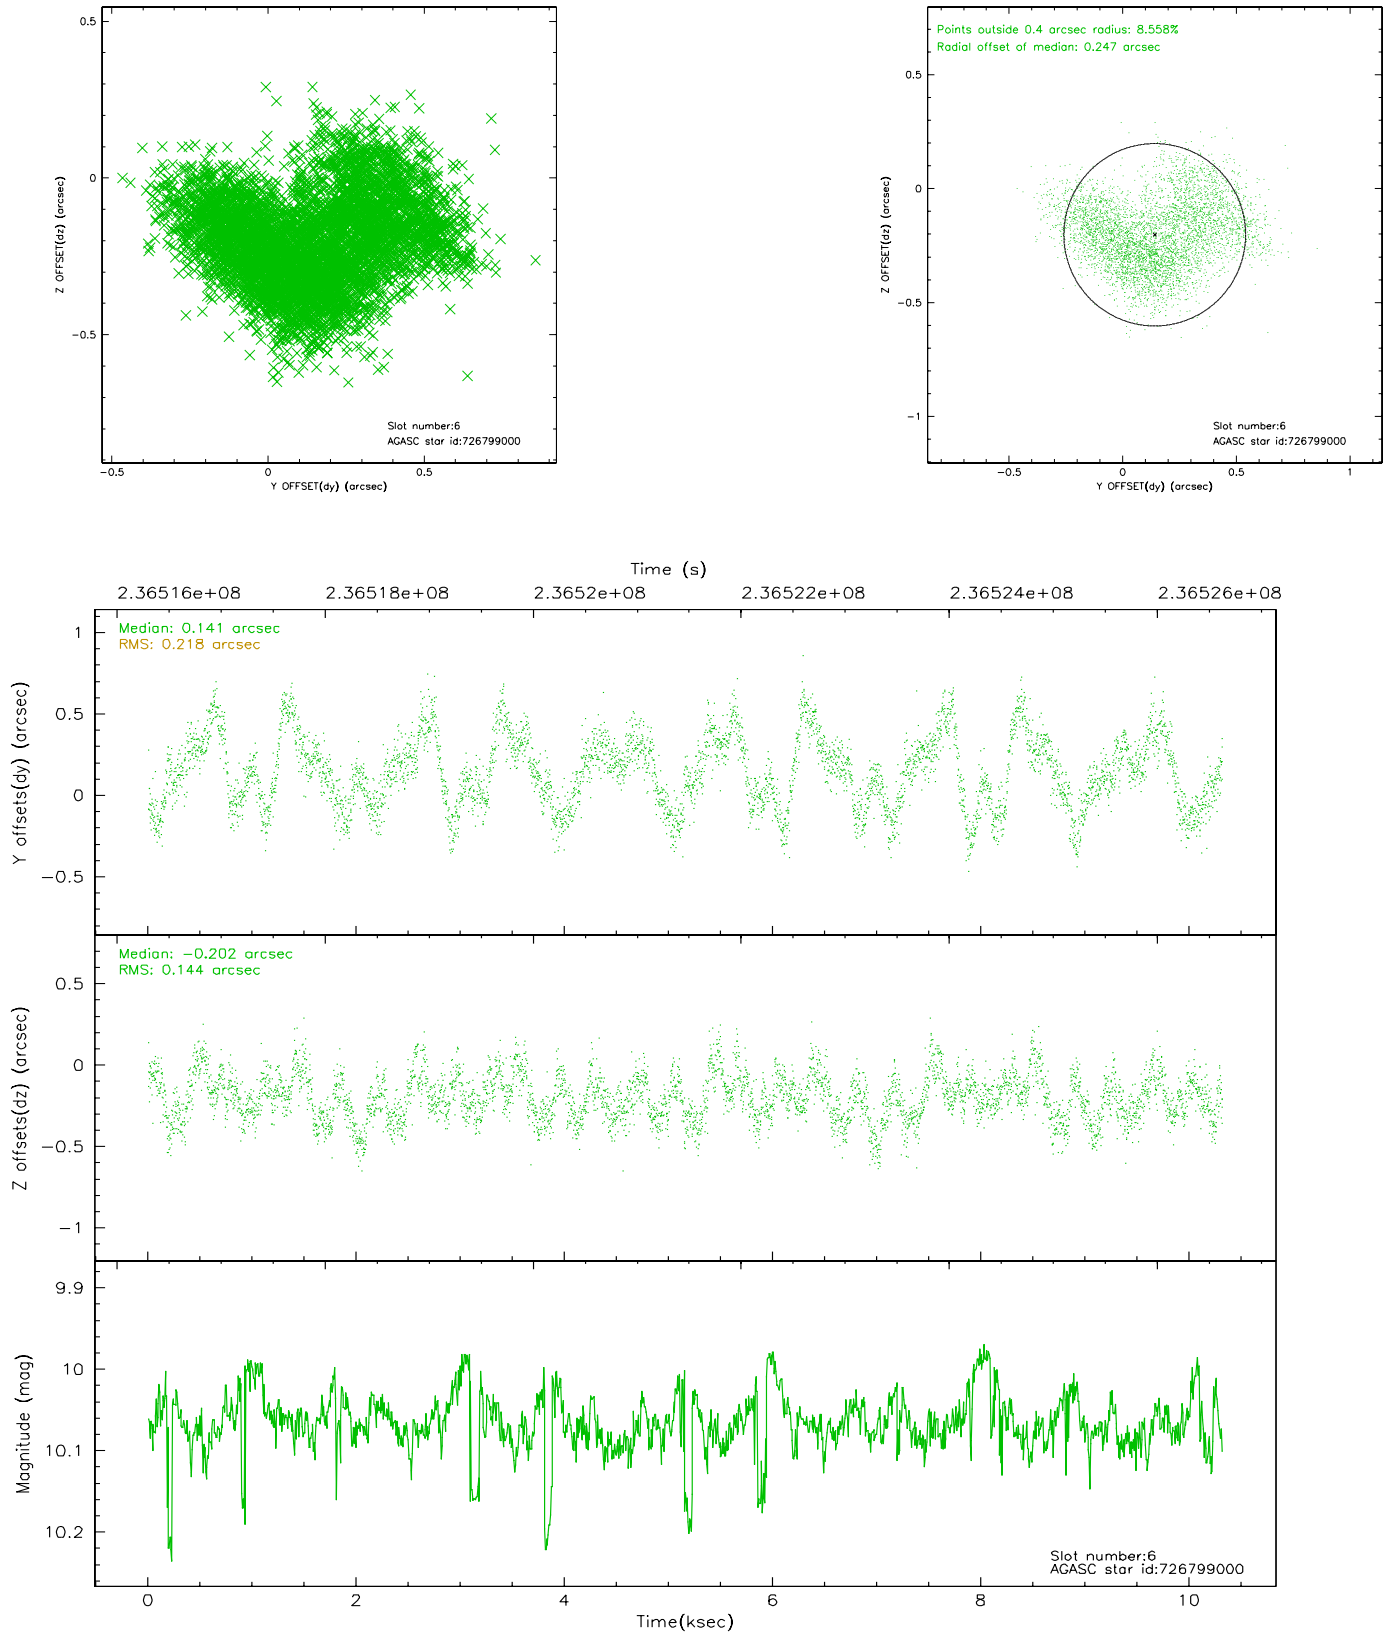 0.5
0
−0.5
Z OFFSET(dz) (arcsec)
Slot number:6
AGASC star id:726799000
−0.5
0
0.5
Y OFFSET(dy) (arcsec)
Points outside 0.4 arcsec radius: 8.558%
Radial offset of median: 0.247 arcsec
0.5
0
−0.5
−1
Z OFFSET(dz) (arcsec)
Slot number:6
AGASC star id:726799000
−0.5
0
0.5
1
Y OFFSET(dy) (arcsec)
Time (s)
2.36516e+08
2.36518e+08
2.3652e+08
2.36522e+08
2.36524e+08
2.36526e+08
Median: 0.141 arcsec
RMS: 0.218 arcsec
1
0.5
0
−0.5
Y offsets(dy) (arcsec)
Median: −0.202 arcsec
RMS: 0.144 arcsec
0.5
0
−0.5
−1
Z offsets(dz) (arcsec)
9.9
10
10.1
10.2
Magnitude (mag)
Slot number:6
AGASC star id:726799000
0
2
4
6
8
10
Time(ksec)